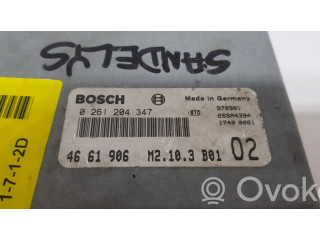 SANDELYS
BOSCH
Made in Germany
0 261 204 347
46 61 906 M2.10.3 B01 02
1-7-1-2D
OVOKO